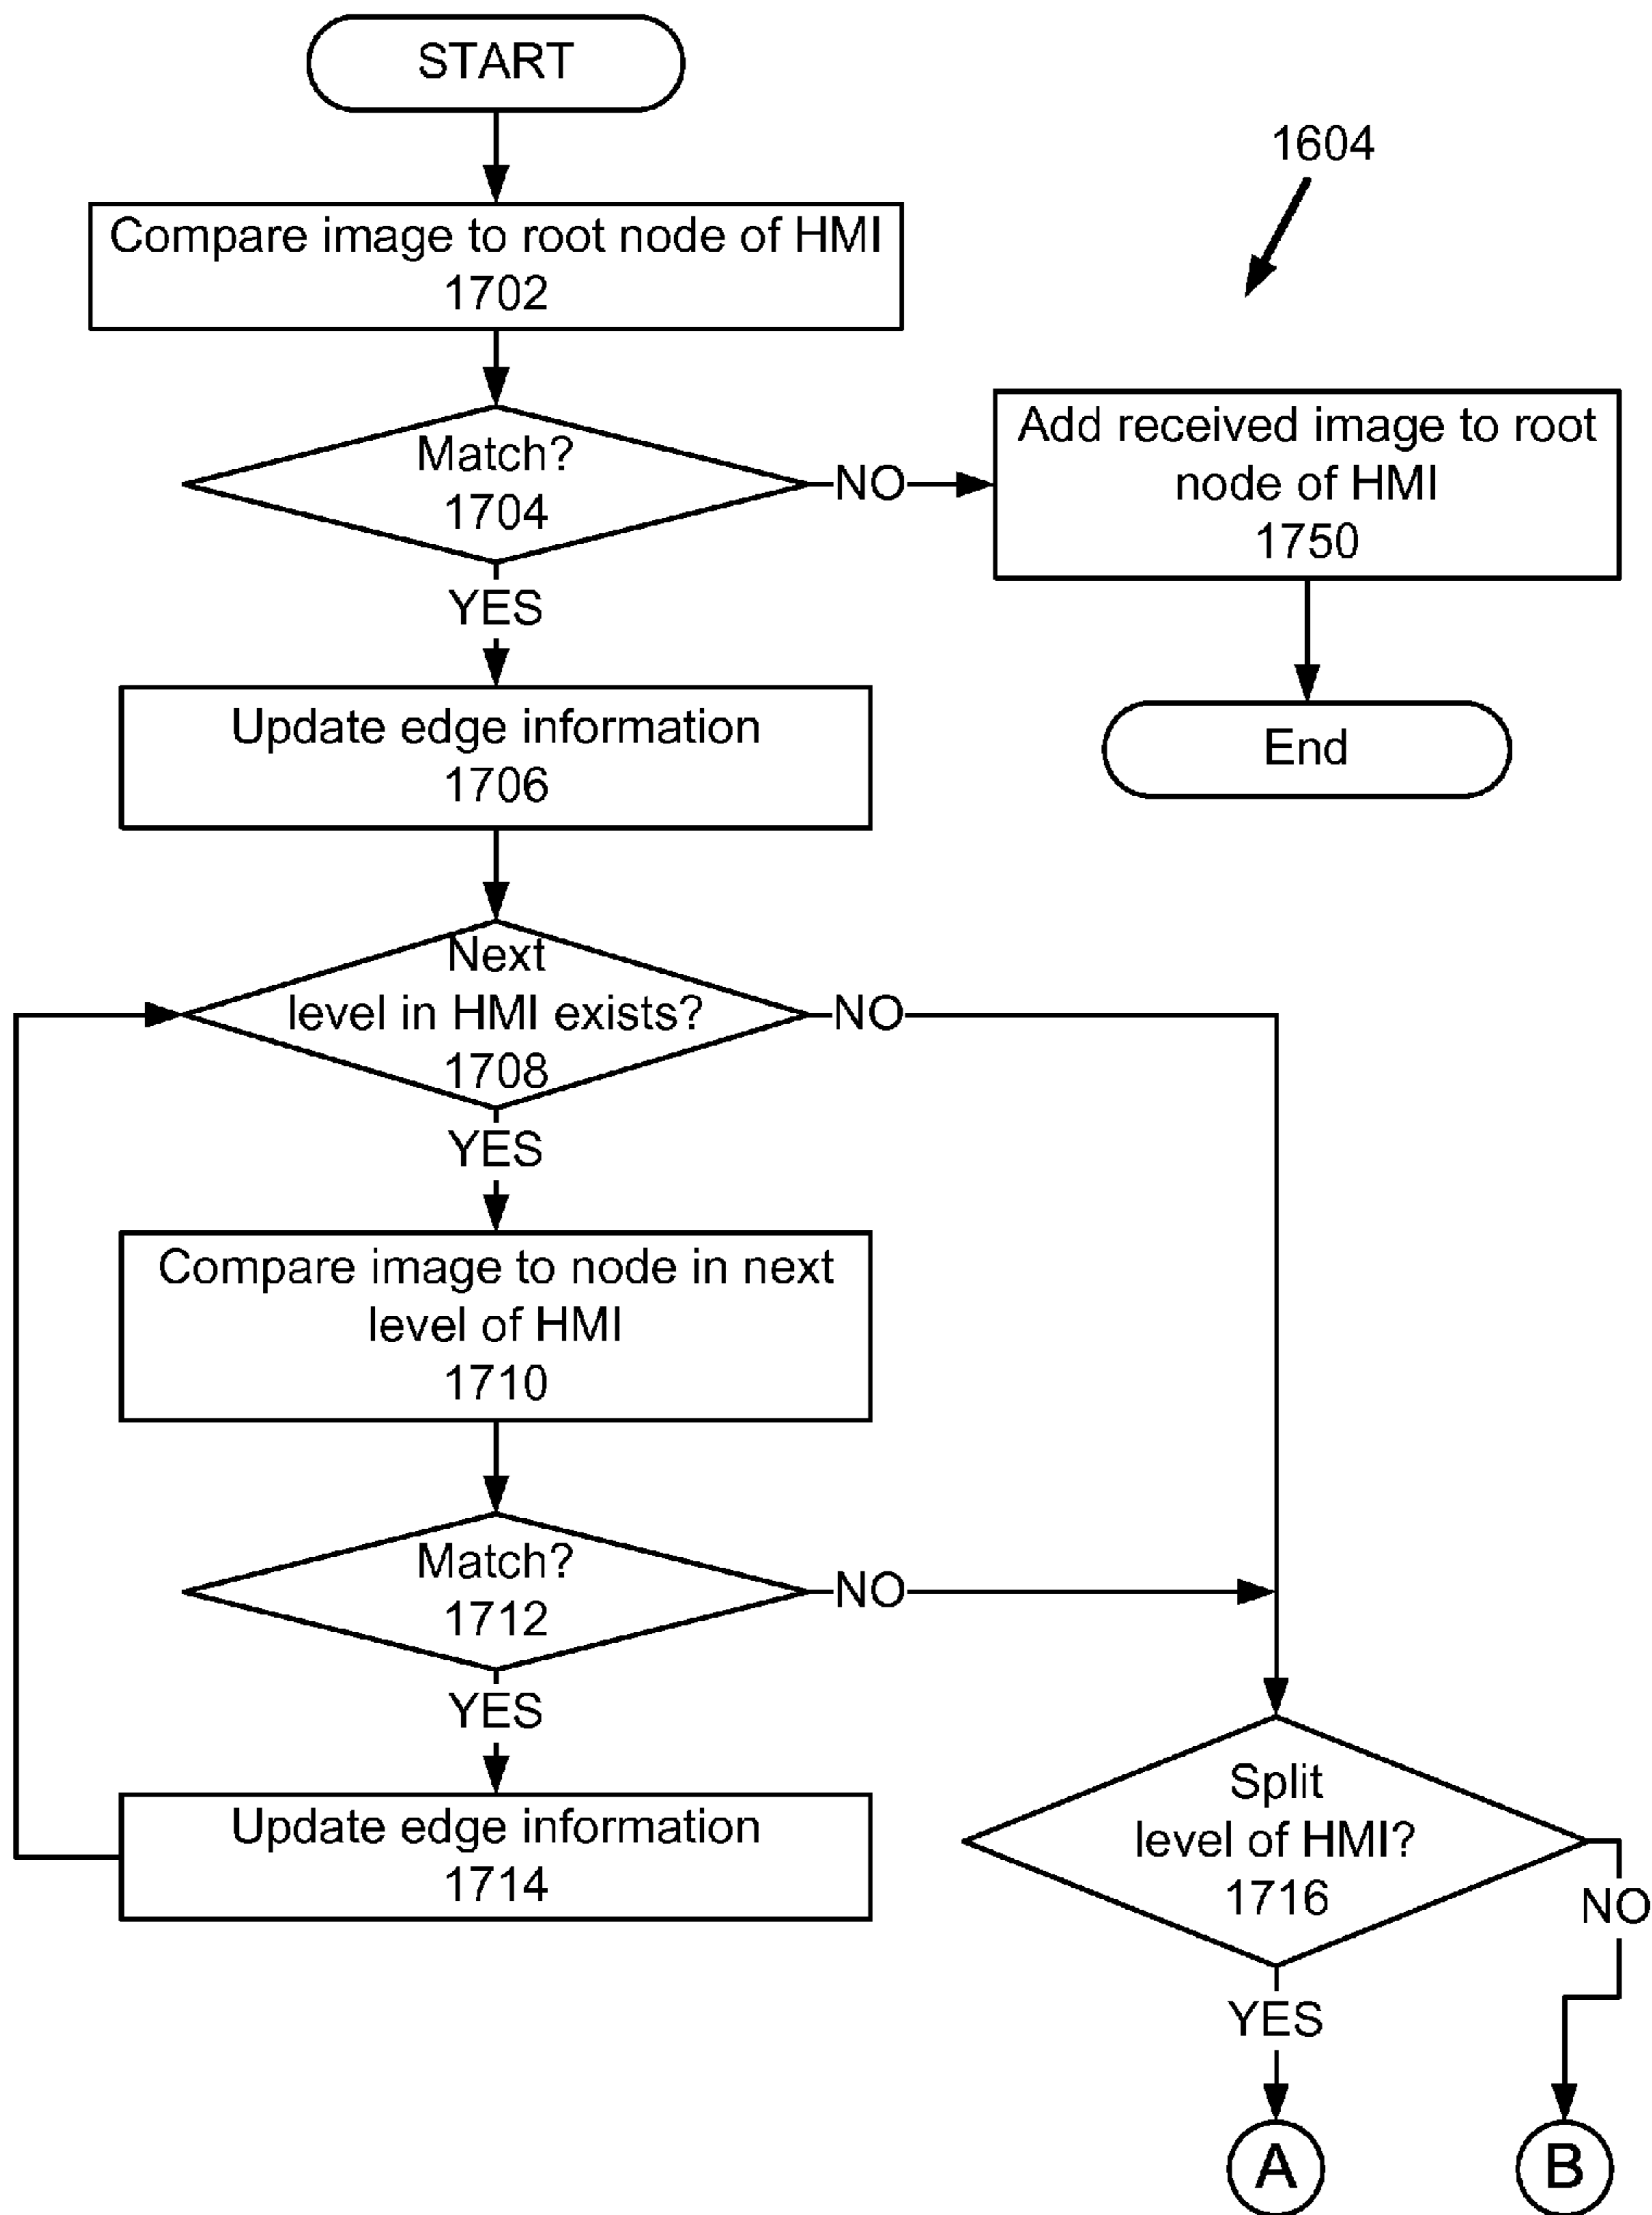 START
1604
Compare image to root node of HMI
1702
Match?
1704
NO
Add received image to root
node of HMI
1750
YES
End
Update edge information
1706
Next
level in HMI exists?
1708
NO
YES
Compare image to node in next
level of HMI
1710
Match?
1712
NO
YES
Update edge information
1714
Split
level of HMI?
1716
NO
YES
A
B